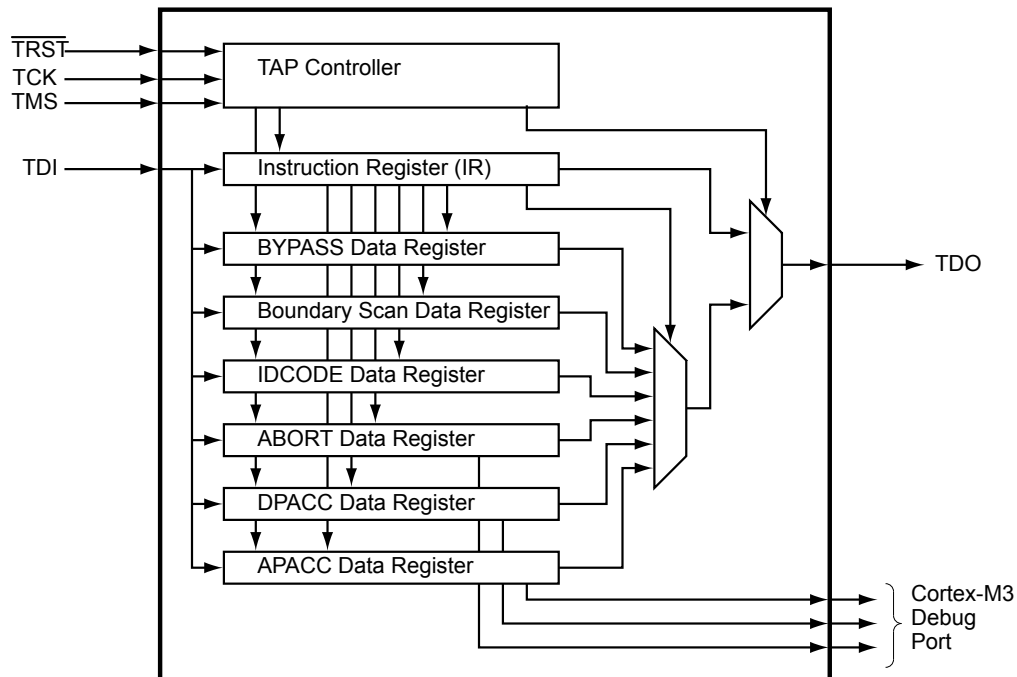 TRST
TCK
TMS
TDI
TAP Controller
Instruction Register (IR)
BYPASS Data Register
Boundary Scan Data Register
IDCODE Data Register
ABORT Data Register
DPACC Data Register
APACC Data Register
TDO
Cortex-M3
Debug
Port